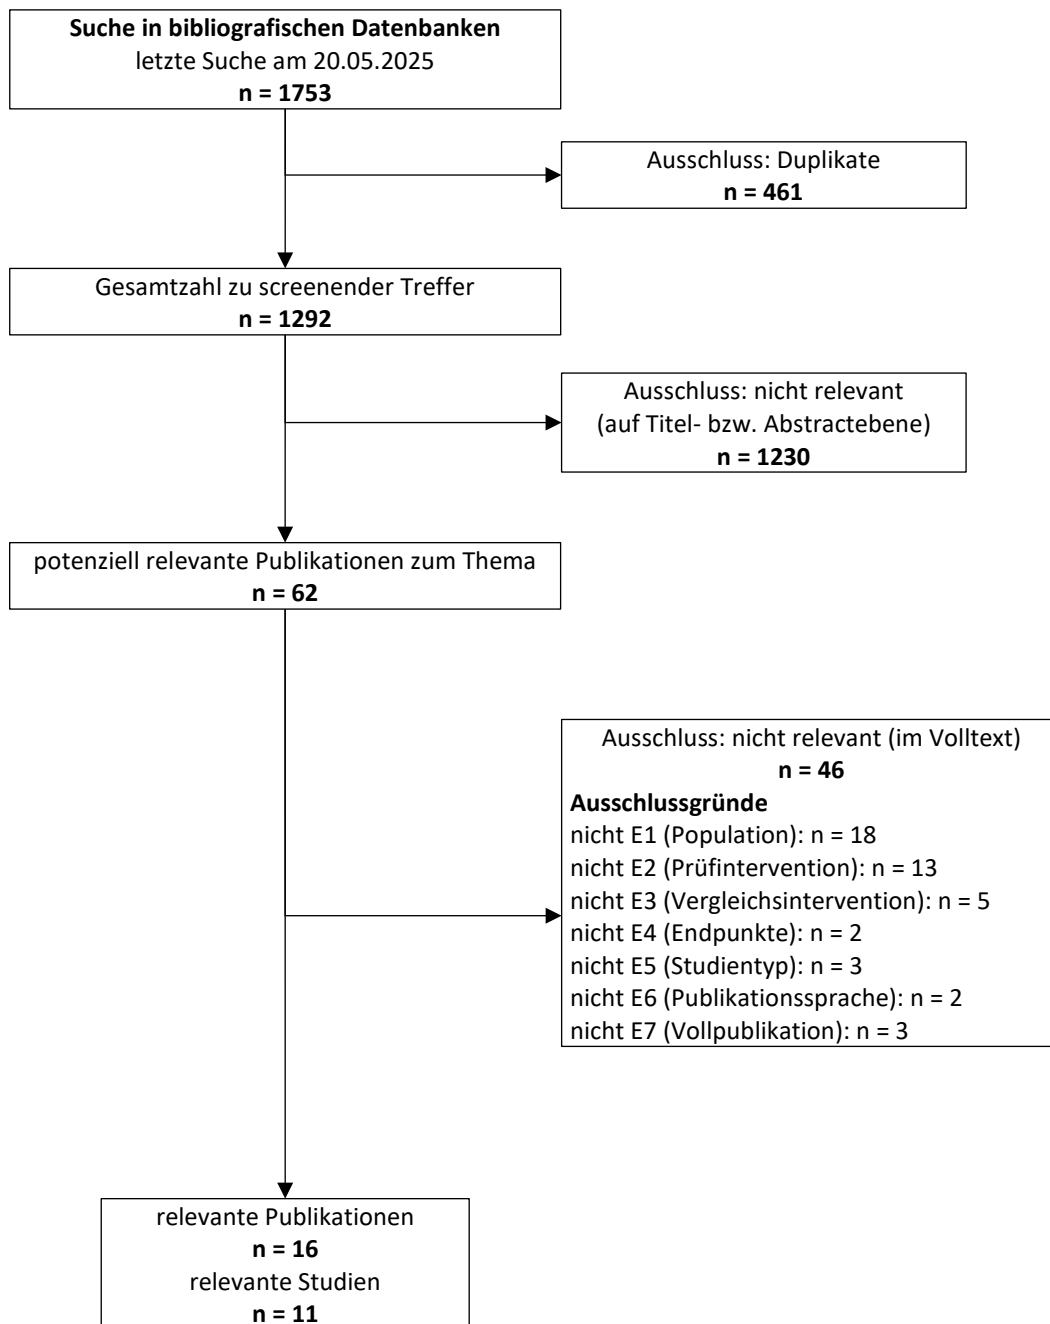 Suche in bibliografischen Datenbanken
letzte Suche am 20.05.2025
n = 1753
Ausschluss: Duplikate
n = 461
Gesamtzahl zu screenender Treffer
n = 1292
Ausschluss: nicht relevant
(auf Titel- bzw. Abstractebene)
n = 1230
potenziell relevante Publikationen zum Thema
n = 62
Ausschluss: nicht relevant (im Volltext)
n = 46
Ausschlussgründe
nicht E1 (Population): n = 18
nicht E2 (Prüfintervention): n = 13
nicht E3 (Vergleichsintervention): n = 5
nicht E4 (Endpunkte): n = 2
nicht E5 (Studientyp): n = 3
nicht E6 (Publikationssprache): n = 2
nicht E7 (Vollpublikation): n = 3
relevante Publikationen
n = 16
relevante Studien
n = 11